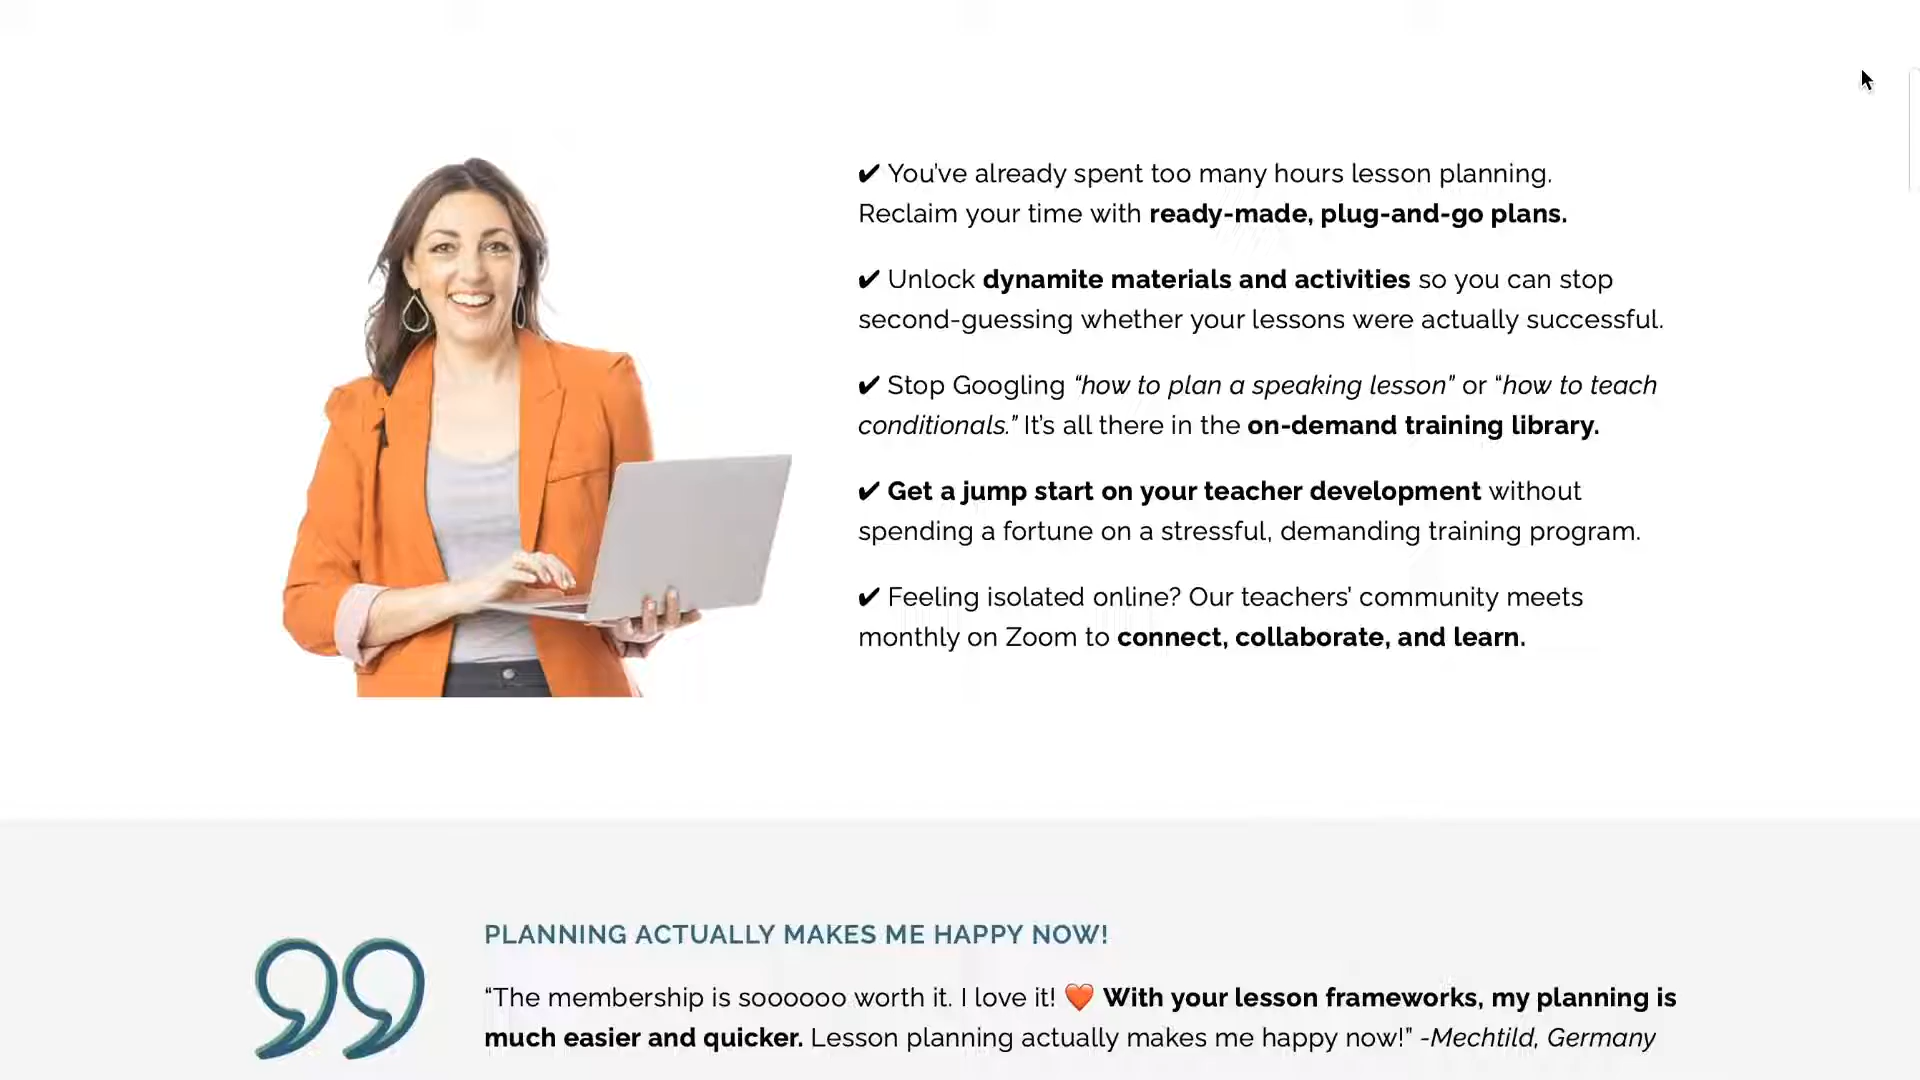 ✔ You’ve already spent too many hours lesson planning.
Reclaim your time with ready-made, plug-and-go plans.
✔ Unlock dynamite materials and activities so you can stop
second-guessing whether your lessons were actually successful.
✔ Stop Googling “how to plan a speaking lesson” or “how to teach
conditionals.” It’s all there in the on-demand training library.
✔ Get a jump start on your teacher development without
spending a fortune on a stressful, demanding training program.
✔ Feeling isolated online? Our teachers’ community meets
monthly on Zoom to connect, collaborate, and learn.
PLANNING ACTUALLY MAKES ME HAPPY NOW!
“The membership is soooooo worth it. I love it! ❤️ With your lesson frameworks, my planning is
much easier and quicker. Lesson planning actually makes me happy now!” -Mechtild, Germany